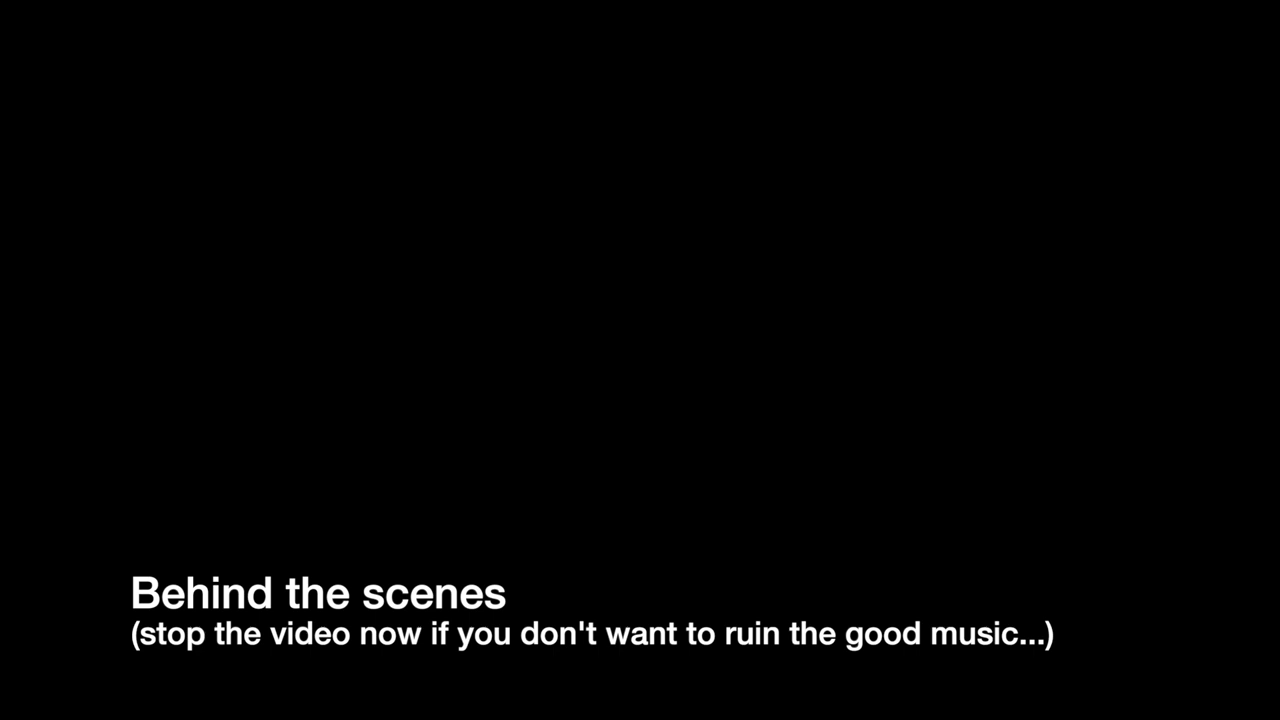 Behind the scenes
(stop the video now if you don't want to ruin the good music...)